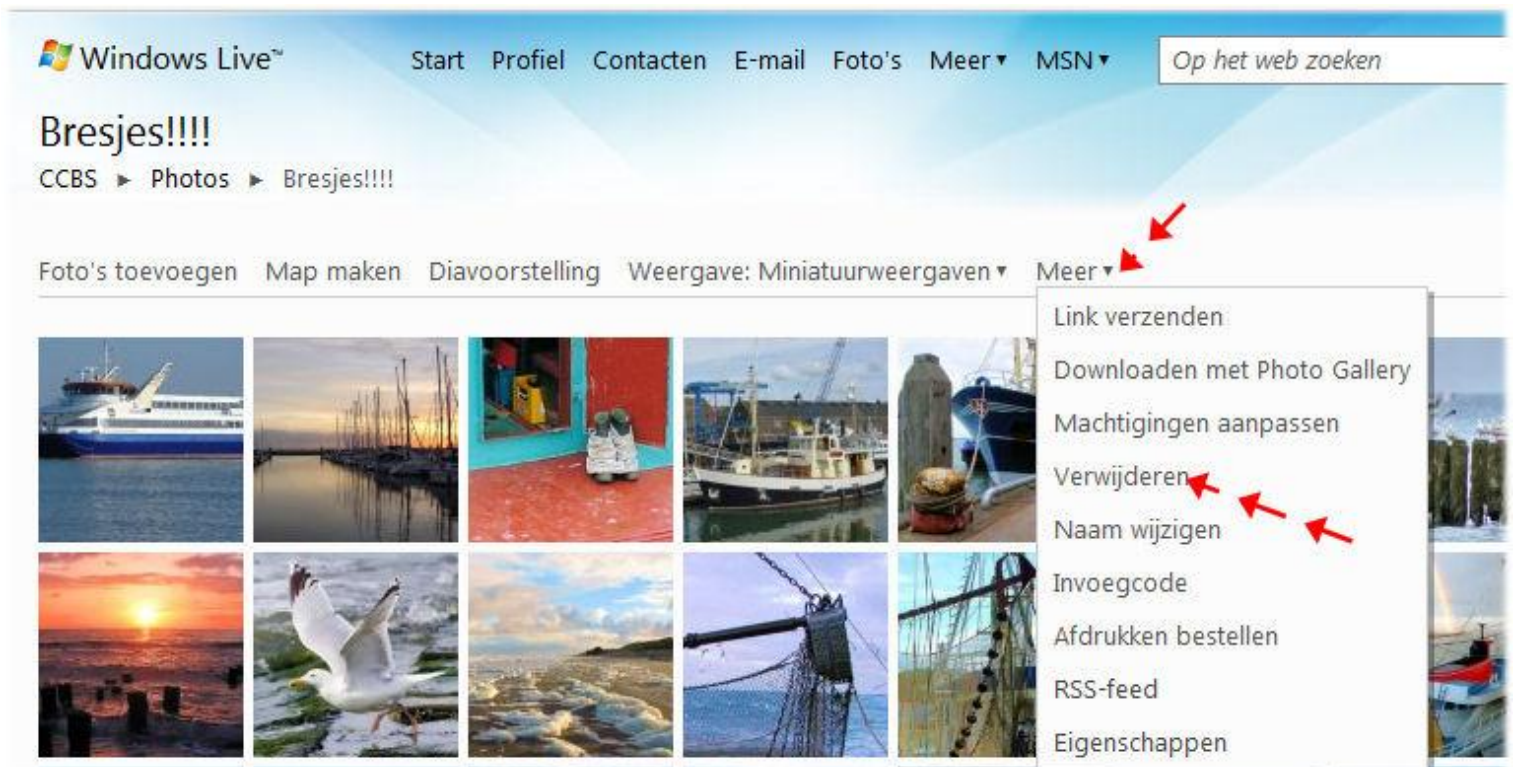 Windows Live™ Start Profiel Contacten E-mail Foto's Meer▾ MSN▾ Op het web zoeken
Bresjes!!!!
CCBS ▸ Photos ▸ Bresjes!!!!
Foto's toevoegen Map maken Diavoorstelling Weergave: Miniatuurweergaven▾ Meer▾
Link verzenden
Downloaden met Photo Gallery
Machtigingen aanpassen
Verwijderen
Naam wijzigen
Invoegcode
Afdrukken bestellen
RSS-feed
Eigenschappen